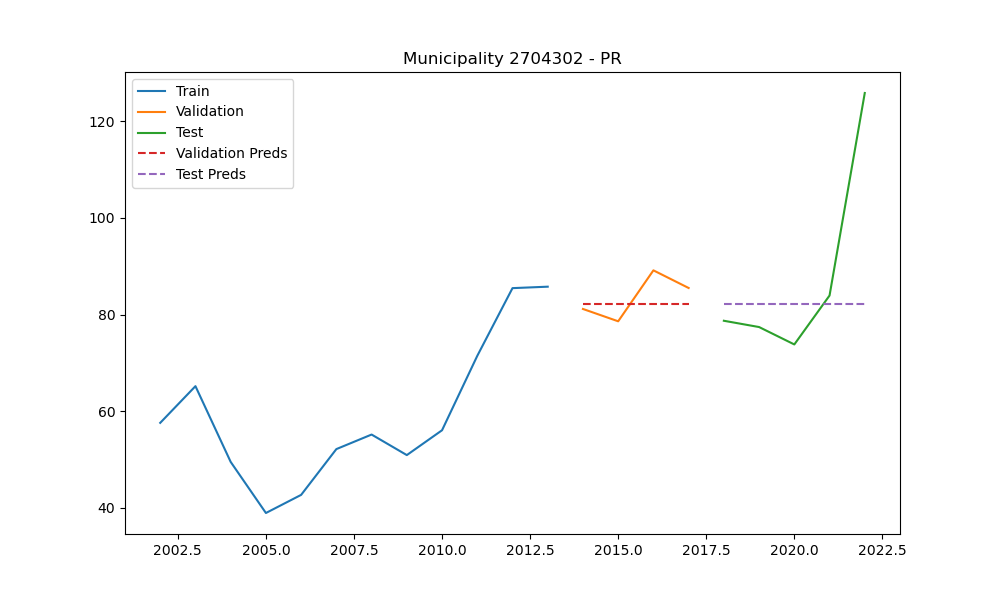 Municipality 2704302 - PR
Train
Validation
Test
Validation Preds
Test Preds
120
100
80
60
40
2002.5 2005.0 2007.5 2010.0 2012.5 2015.0 2017.5 2020.0 2022.5